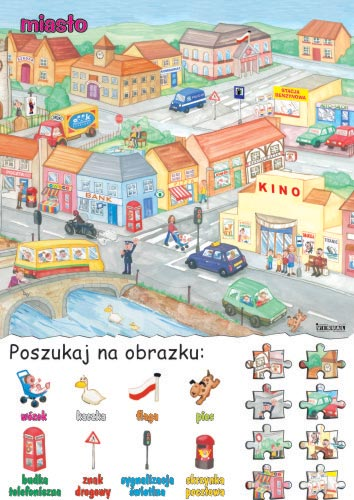 miasto
STACJA
BENZYNOWA
KINO
BANK
VISUAL
Poszukaj na obrazku:
wózek
kaczka
flaga
pies
budka
telefoniczna
znak
drogowy
sygnalizacja
świetlna
skrzynka
pocztowa